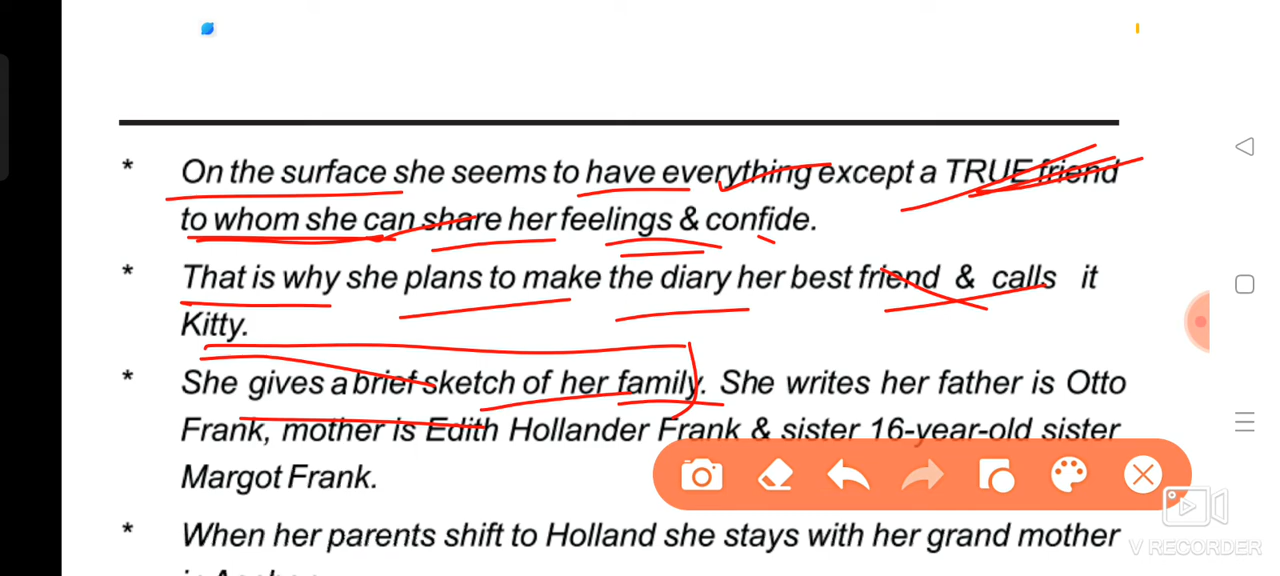 * On the surface she seems to have everything except a TRUE friend
to whom she can share her feelings & confide.
* That is why she plans to make the diary her best friend & calls it
Kitty.
* She gives a brief sketch of her family. She writes her father is Otto
Frank, mother is Edith Hollander Frank & sister 16-year-old sister
Margot Frank.
* When her parents shift to Holland she stays with her grand mother
V RECORDER